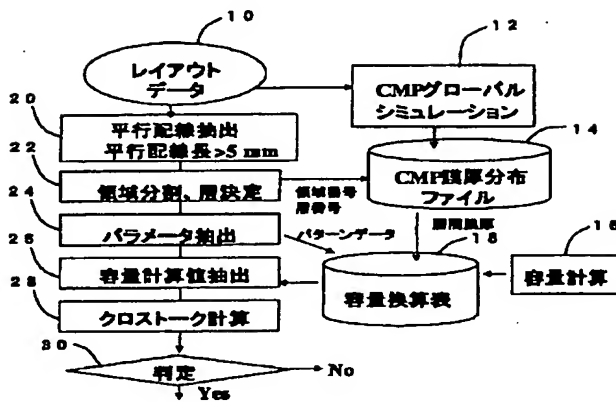 10
レイアウト
データ
12
CMPグローバル
シミュレーション
20
平行配線抽出
平行配線長>5 mm
14
CMP膜厚分布
ファイル
22
領域分割、層決定
領域番号
層番号
24
パラメータ抽出
パターンデータ
層間膜厚
18
16
容量計算
26
容量計算値抽出
容量換算表
28
クロストーク計算
30
判定
No
Yes